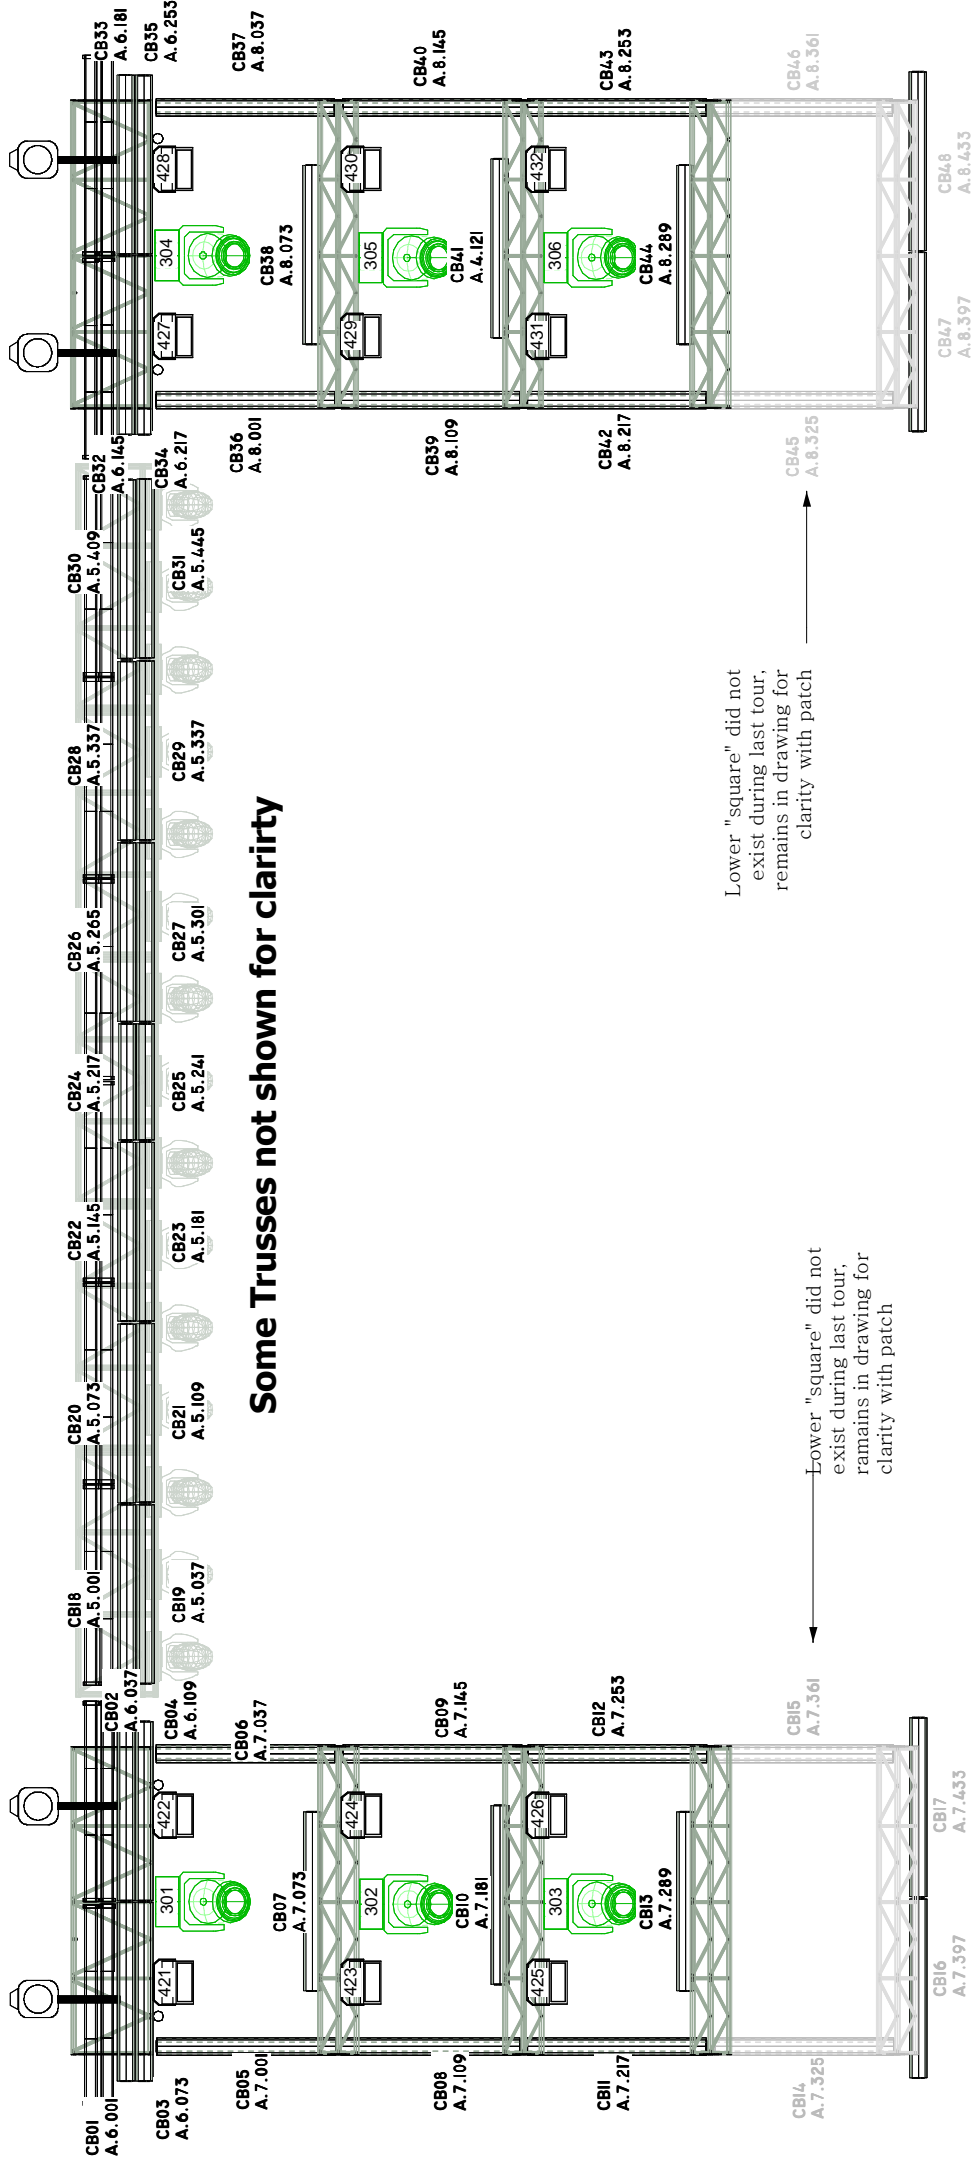 CB01
A.6.001
CB02
A.6.037
CB18
A.5.001
CB20
A.5.073
CB22
A.5.145
CB24
A.5.217
CB26
A.5.265
CB28
A.5.337
CB30
A.5.409
CB32
A.6.145
CB33
A.6.181
CB03
A.6.073
CB04
A.6.109
CB19
A.5.037
CB21
A.5.109
CB23
A.5.181
CB25
A.5.241
CB27
A.5.301
CB29
A.5.337
CB31
A.5.445
CB34
A.6.217
CB35
A.6.253
421
301
422
427
304
428
CB05
A.7.001
CB06
A.7.037
CB36
A.8.001
CB37
A.8.037
CB07
A.7.073
CB38
A.8.073
Some Trusses not shown for clarirty
423
302
424
429
305
430
CB08
A.7.109
CB09
A.7.145
CB39
A.8.109
CB40
A.8.145
CB10
A.7.181
CB41
A.4.121
425
303
426
431
306
432
CB11
A.7.217
CB12
A.7.253
CB42
A.8.217
CB43
A.8.253
CB13
A.7.289
CB44
A.8.289
Lower "square" did not
exist during last tour,
remains in drawing for
clarity with patch
Lower "square" did not
exist during last tour,
ramains in drawing for
clarity with patch
CB14
A.7.325
CB15
A.7.361
CB45
A.8.325
CB46
A.8.361
CB16
A.7.397
CB17
A.7.433
CB47
A.8.397
CB48
A.8.433